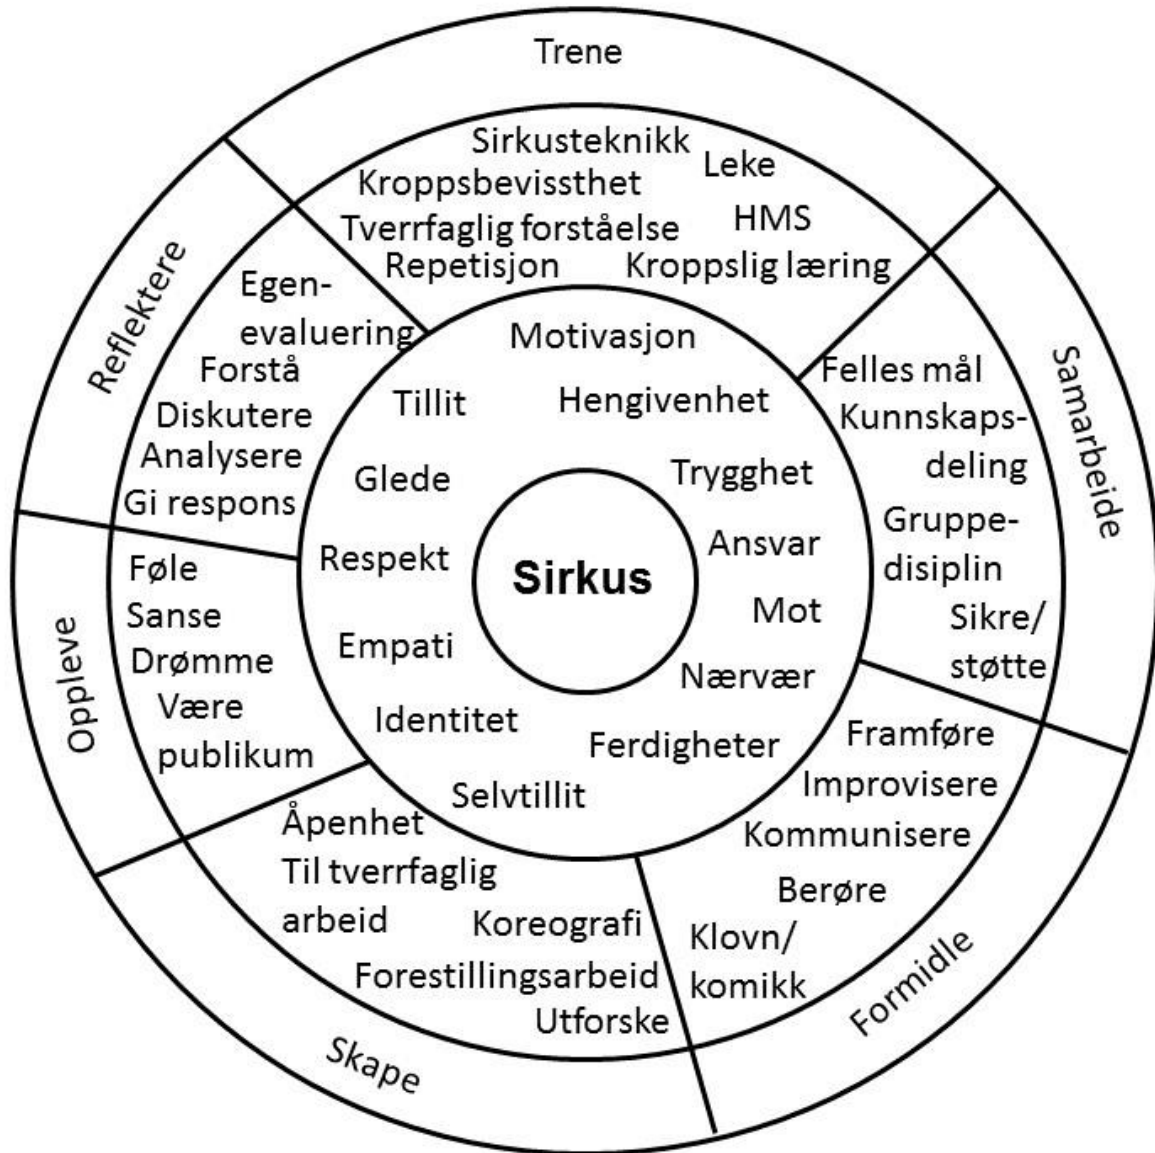 Trene
Sirkusteknikk
Leke
Kroppsbevissthet
HMS
Tverrfaglig forståelse
Repetisjon
Kroppslig læring
Samarbeide
Felles mål
Kunnskaps-
deling
Gruppe-
disiplin
Sikre/
støtte
Formidle
Framføre
Improvisere
Kommunisere
Berøre
Klovn/
komikk
Skape
Åpenhet
Til tverrfaglig
arbeid
Koreografi
Forestillingsarbeid
Utforske
Oppleve
Føle
Sanse
Drømme
Være
publikum
Reflektere
Egen-
evaluering
Forstå
Diskutere
Analysere
Gi respons
Motivasjon
Hengivenhet
Trygghet
Ansvar
Mot
Nærvær
Ferdigheter
Selvtillit
Identitet
Empati
Respekt
Glede
Tillit
Sirkus